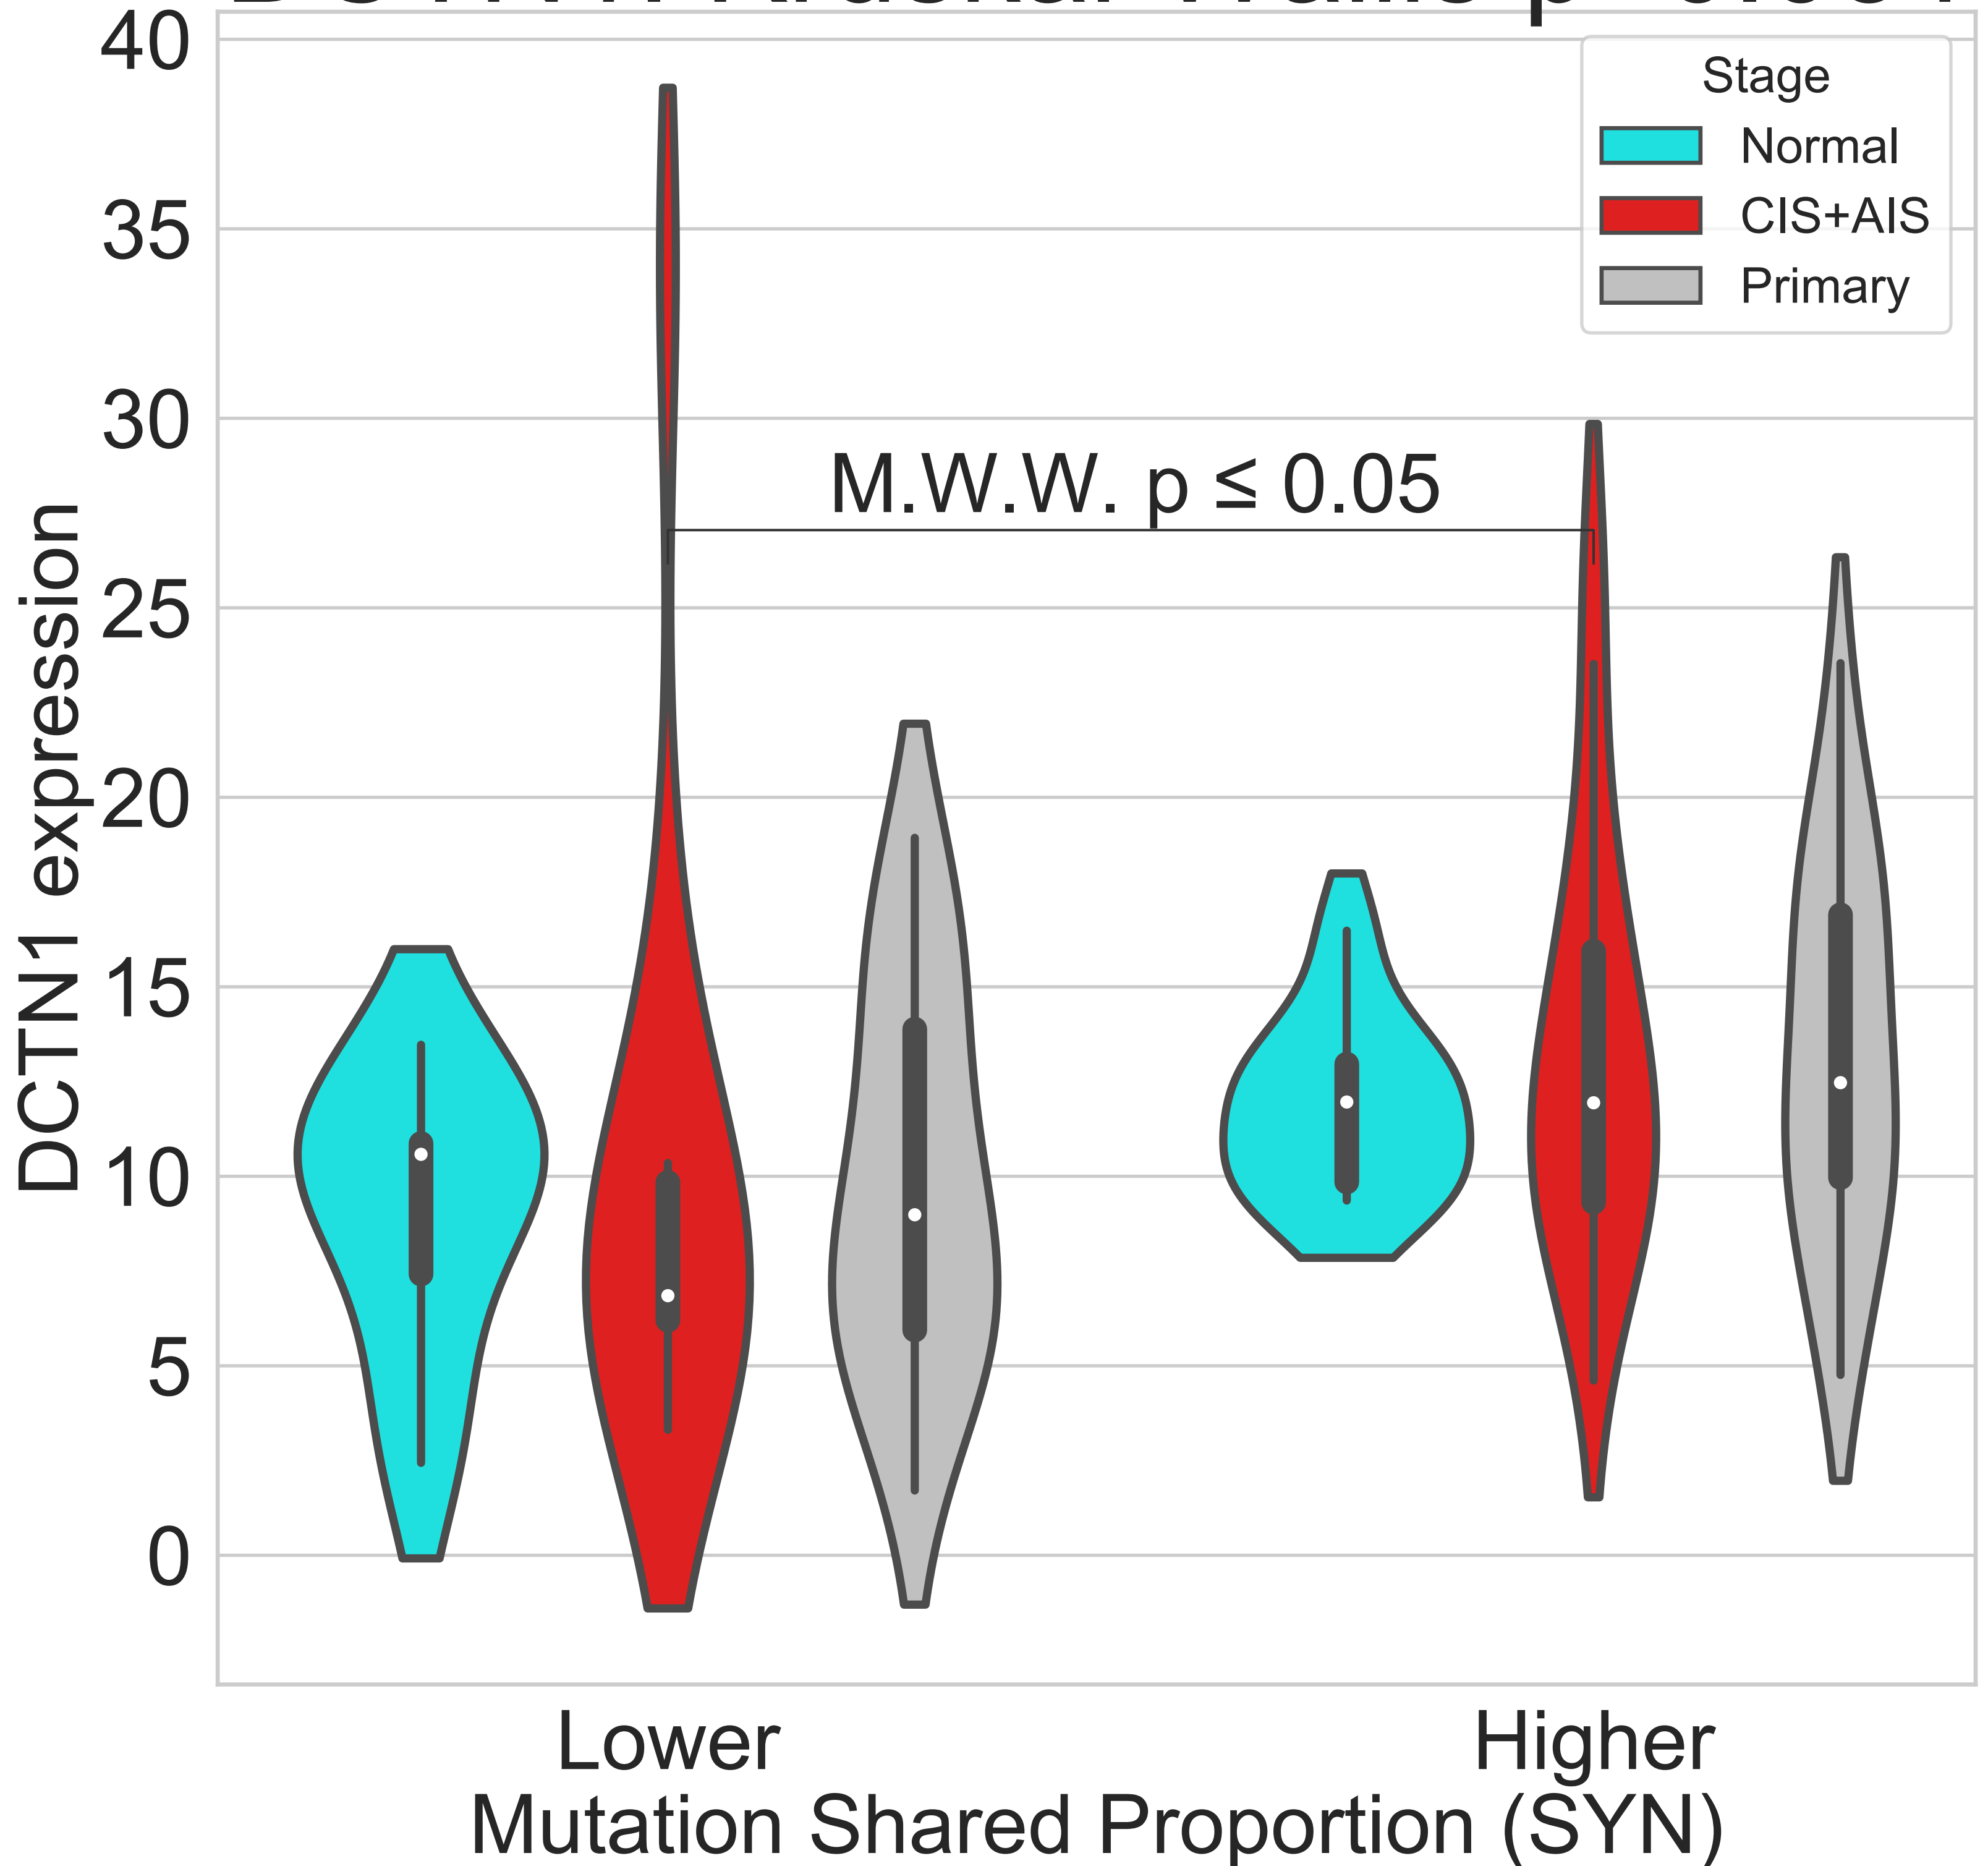 40
35
30
25
20
15
10
5
0
DCTN1 expression
Stage
Normal
CIS+AIS
Primary
M.W.W. p ≤ 0.05
Lower
Higher
Mutation Shared Proportion (SYN)